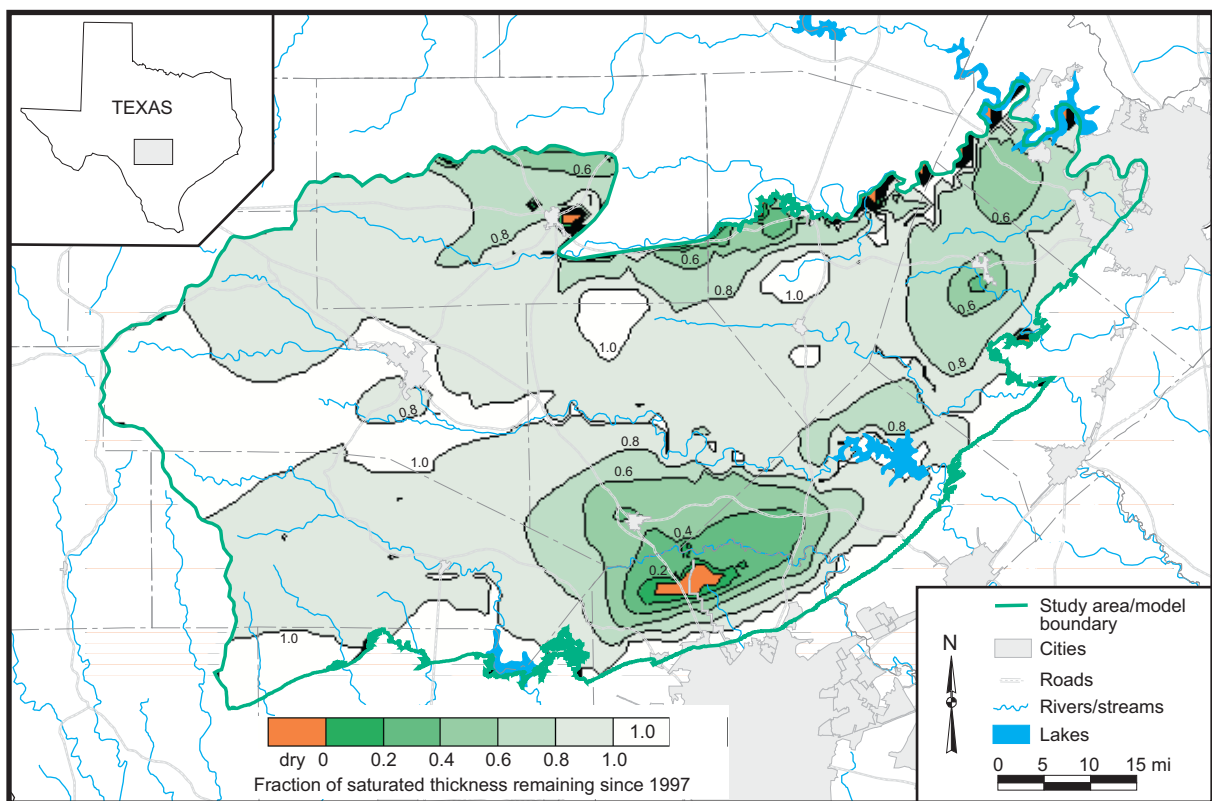 TEXAS
0.6
0.8
1
0.6
0.8
1.0
1.0
0.6
0.6
0.8
0.8
1.0
0.8
0.8
0.6
0.4
0.2
1.0
1.0
dry 0 0.2 0.4 0.6 0.8 1.0
Fraction of saturated thickness remaining since 1997
N
Study area/model
boundary
Cities
Roads
Rivers/streams
Lakes
0 5 10 15 mi